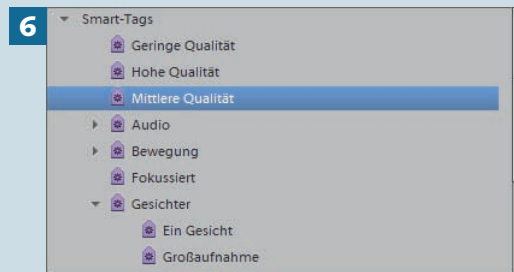 6
Smart-Tags
Geringe Qualität
Hohe Qualität
Mittlere Qualität
Audio
Bewegung
Fokussiert
Gesichter
Ein Gesicht
Großaufnahme